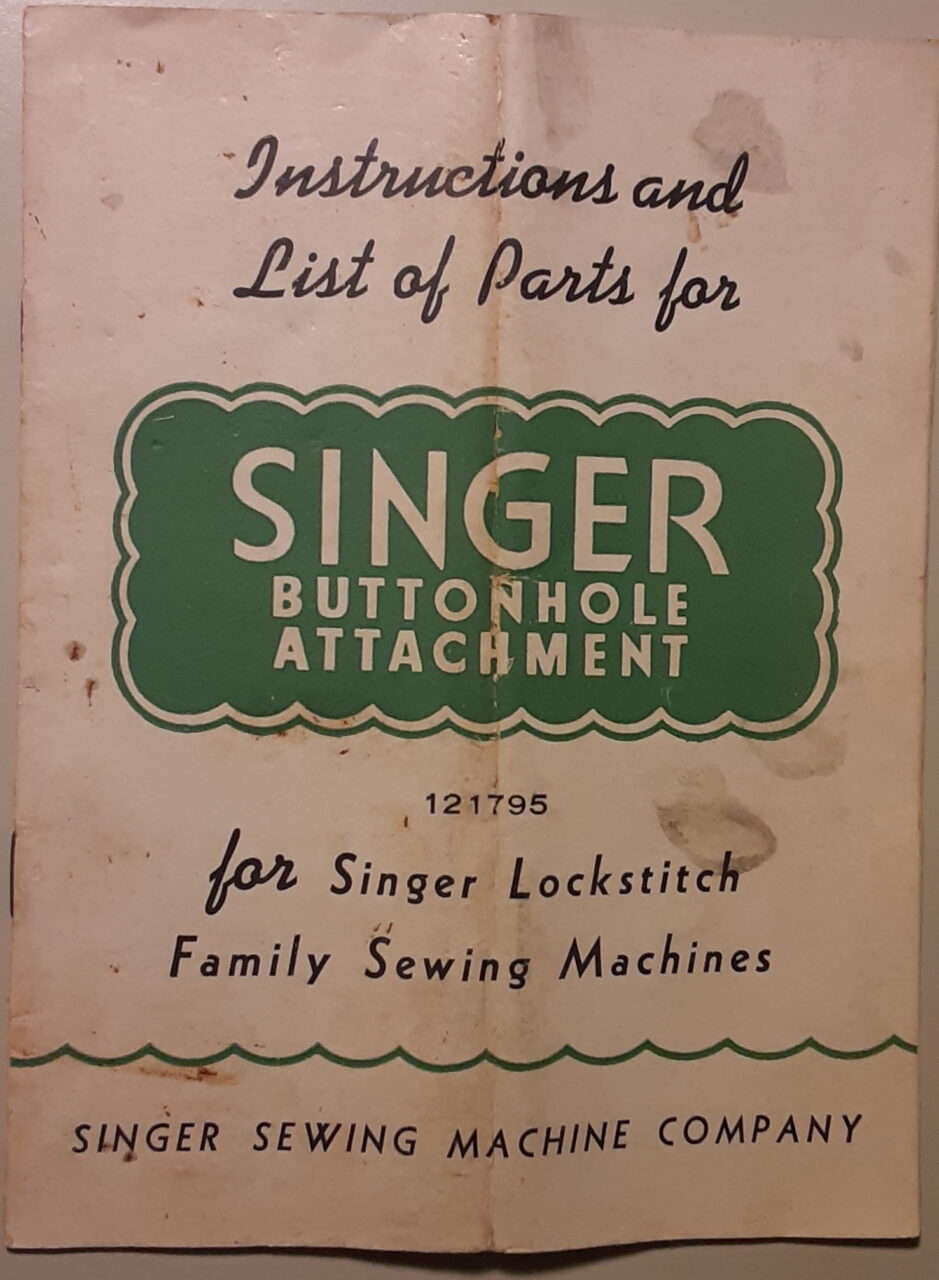 Instructions and
List of Parts for
SINGER
BUTTONHOLE
ATTACHMENT
121795
for Singer Lockstitch
Family Sewing Machines
SINGER SEWING MACHINE COMPANY